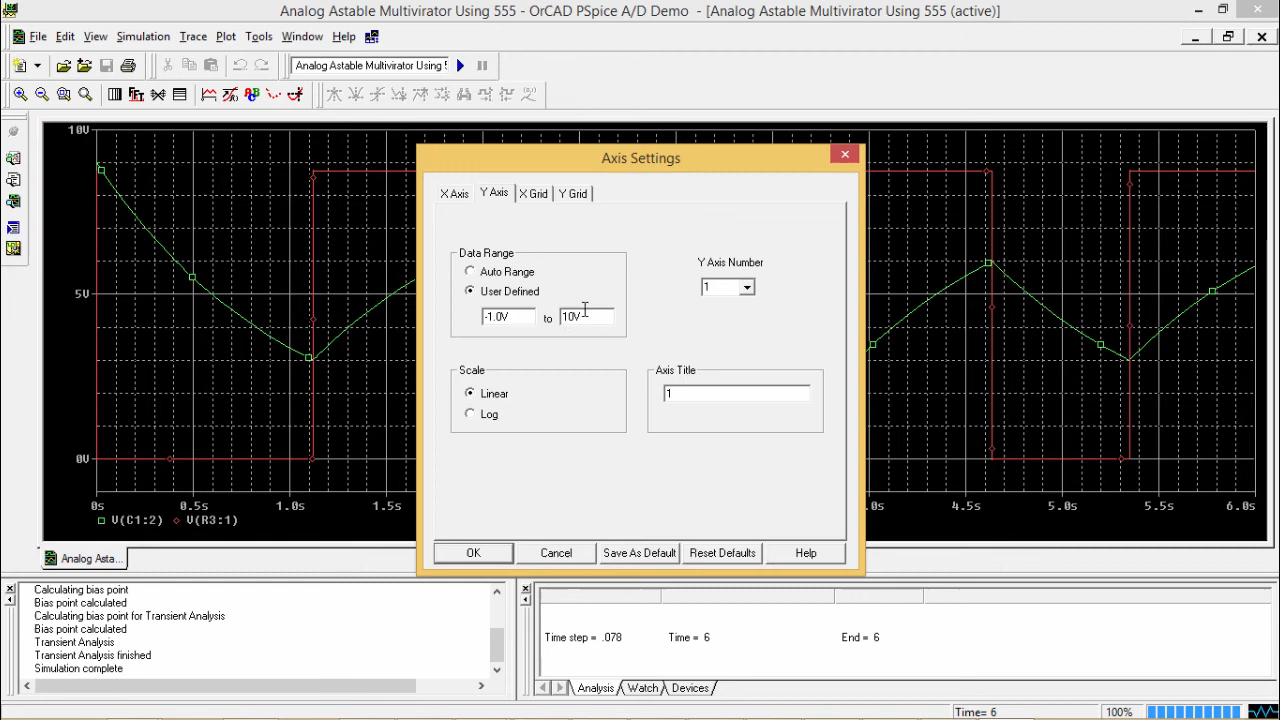 Analog Astable Multivirator Using 555 - OrCAD PSpice A/D Demo - [Analog Astable Multivirator Using 555 (active)]
File Edit View Simulation Trace Plot Tools Window Help
Analog Astable Multivirator Using 5
10V
5V
0V
0s 0.5s 1.0s 1.5s 4.0s 4.5s 5.0s 5.5s 6.0s
V(C1:2) V(R3:1)
Analog Asta...
Axis Settings
X Axis Y Axis X Grid Y Grid
Data Range
Auto Range
User Defined
-1.0V to 10V
Y Axis Number
1
Scale
Linear
Log
Axis Title
1
OK Cancel Save As Default Reset Defaults Help
Calculating bias point
Bias point calculated
Calculating bias point for Transient Analysis
Bias point calculated
Transient Analysis
Transient Analysis finished
Simulation complete
Time step = .078 Time = 6 End = 6
Analysis Watch Devices
Time= 6 100%